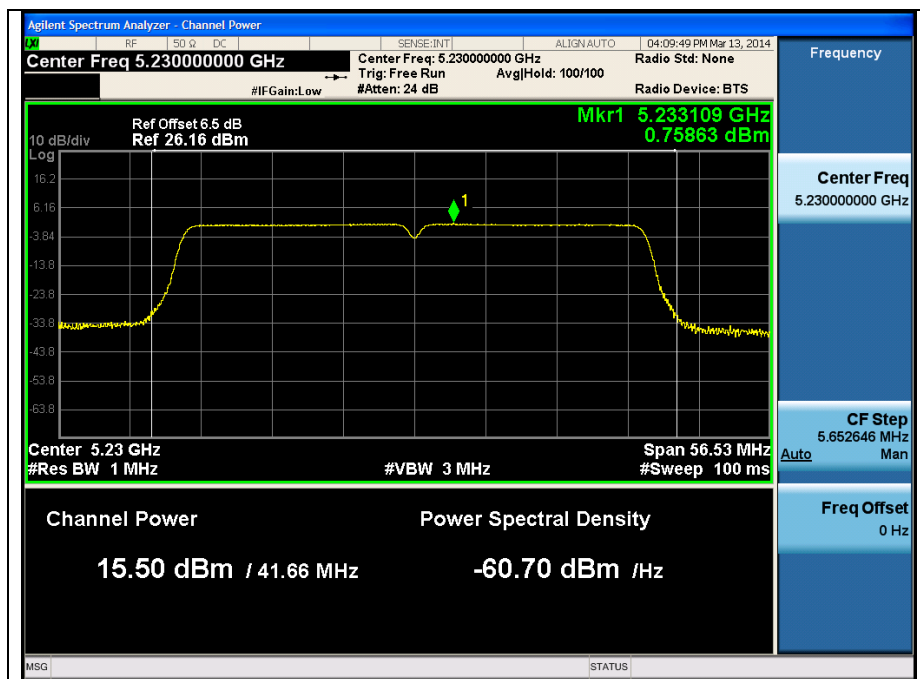 Agilent Spectrum Analyzer - Channel Power
LXI RF 50 Ω DC SENSE:INT ALIGN AUTO 04:09:49 PM Mar 13, 2014
Center Freq 5.230000000 GHz
Center Freq: 5.230000000 GHz
Radio Std: None
Trig: Free Run Avg|Hold: 100/100
#IFGain:Low
#Atten: 24 dB
Radio Device: BTS
Frequency
Mkr1 5.233109 GHz
0.75863 dBm
Ref Offset 6.5 dB
10 dB/div Ref 26.16 dBm
Log
16.2
6.16
-3.84
-13.8
-23.8
-33.8
-43.8
-53.8
-63.8
1
Center 5.23 GHz Span 56.53 MHz
#Res BW 1 MHz #VBW 3 MHz #Sweep 100 ms
Channel Power Power Spectral Density
15.50 dBm / 41.66 MHz -60.70 dBm /Hz
Center Freq
5.230000000 GHz
CF Step
5.652646 MHz
Auto Man
Freq Offset
0 Hz
MSG STATUS